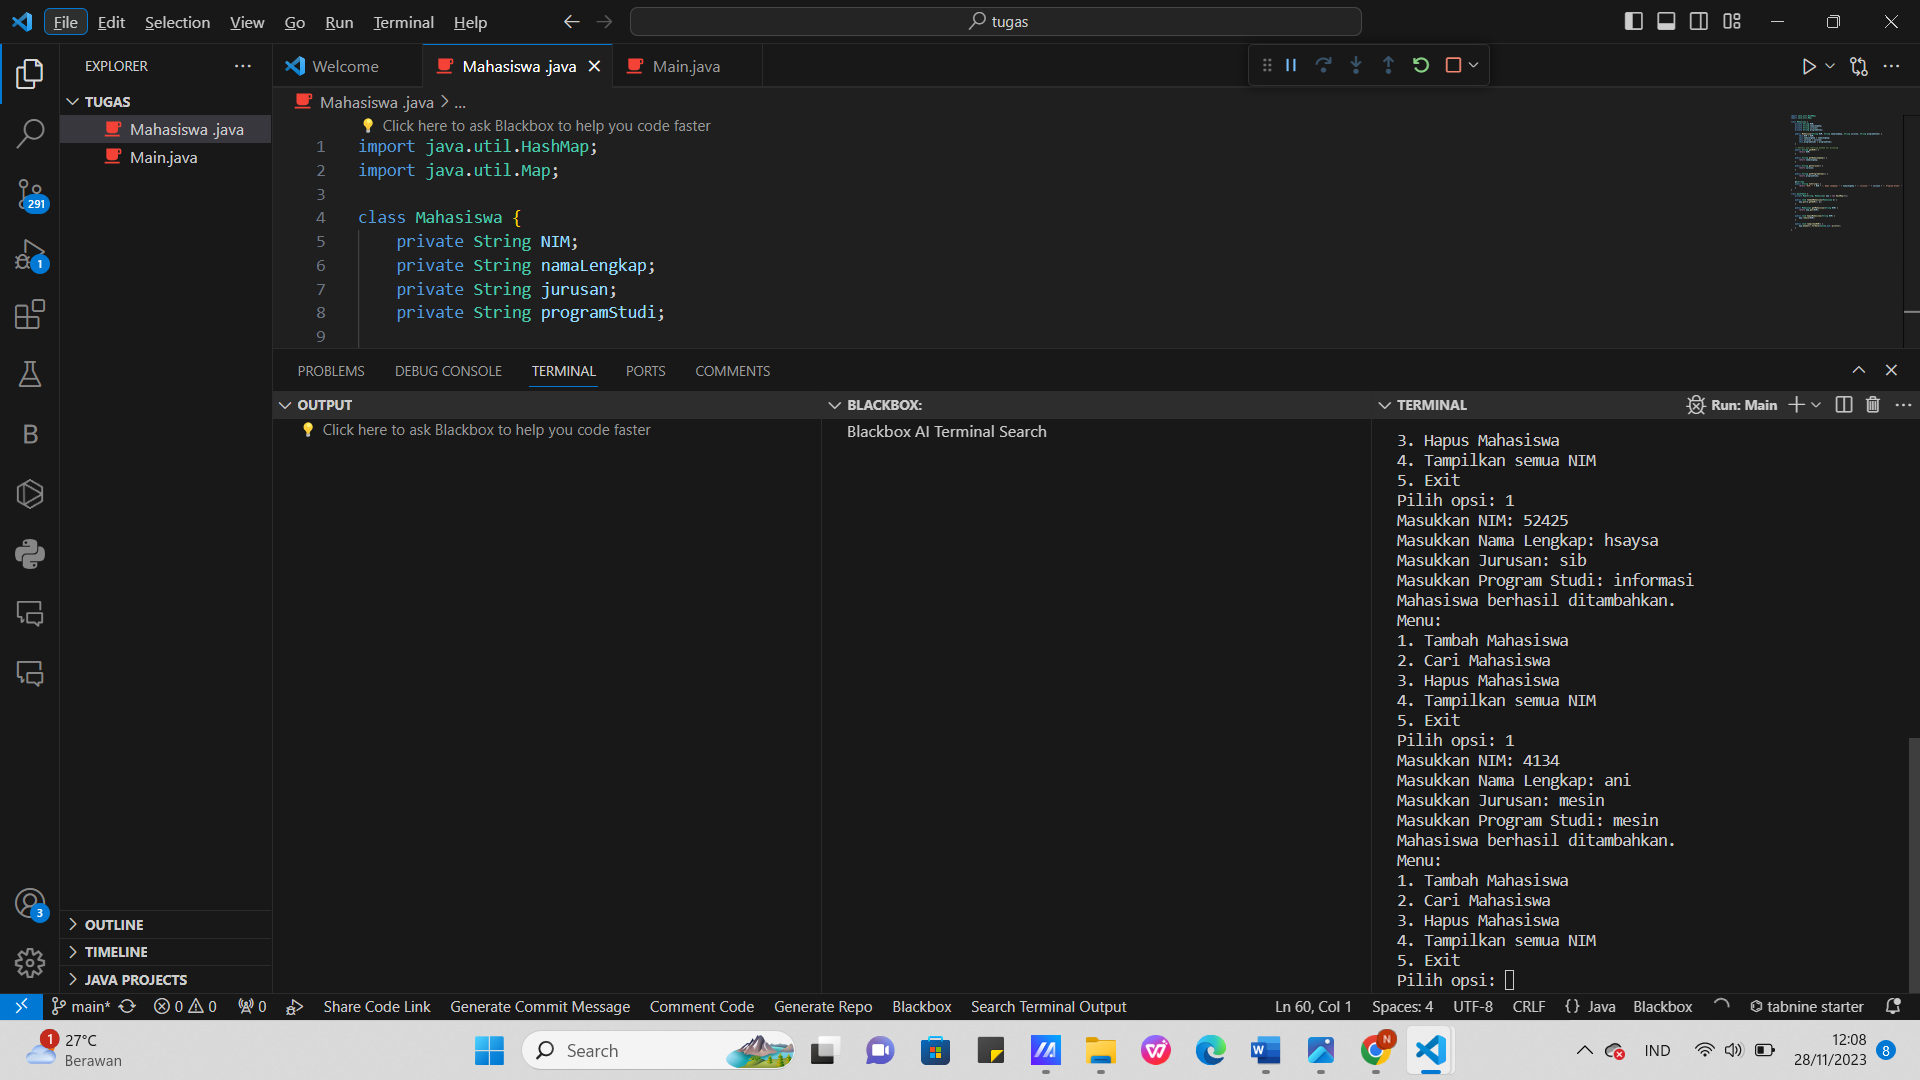 File Edit Selection View Go Run Terminal Help
tugas
EXPLORER
TUGAS
Mahasiswa .java
Main.java
291
1
3
OUTLINE
TIMELINE
JAVA PROJECTS
Welcome
Mahasiswa .java
Main.java
Mahasiswa .java > ...
Click here to ask Blackbox to help you code faster
1 import java.util.HashMap;
2 import java.util.Map;
3
4 class Mahasiswa {
5 private String NIM;
6 private String namaLengkap;
7 private String jurusan;
8 private String programStudi;
9
PROBLEMS DEBUG CONSOLE TERMINAL PORTS COMMENTS
OUTPUT
Click here to ask Blackbox to help you code faster
BLACKBOX:
Blackbox AI Terminal Search
TERMINAL
Run: Main
3. Hapus Mahasiswa
4. Tampilkan semua NIM
5. Exit
Pilih opsi: 1
Masukkan NIM: 52425
Masukkan Nama Lengkap: hsaysa
Masukkan Jurusan: sib
Masukkan Program Studi: informasi
Mahasiswa berhasil ditambahkan.
Menu:
1. Tambah Mahasiswa
2. Cari Mahasiswa
3. Hapus Mahasiswa
4. Tampilkan semua NIM
5. Exit
Pilih opsi: 1
Masukkan NIM: 4134
Masukkan Nama Lengkap: ani
Masukkan Jurusan: mesin
Masukkan Program Studi: mesin
Mahasiswa berhasil ditambahkan.
Menu:
1. Tambah Mahasiswa
2. Cari Mahasiswa
3. Hapus Mahasiswa
4. Tampilkan semua NIM
5. Exit
Pilih opsi:
main* 0 0 0 Share Code Link Generate Commit Message Comment Code Generate Repo Blackbox Search Terminal Output Ln 60, Col 1 Spaces: 4 UTF-8 CRLF {} Java Blackbox tabnine starter
1
27°C
Berawan
Search
N
IND
12:08
28/11/2023
8